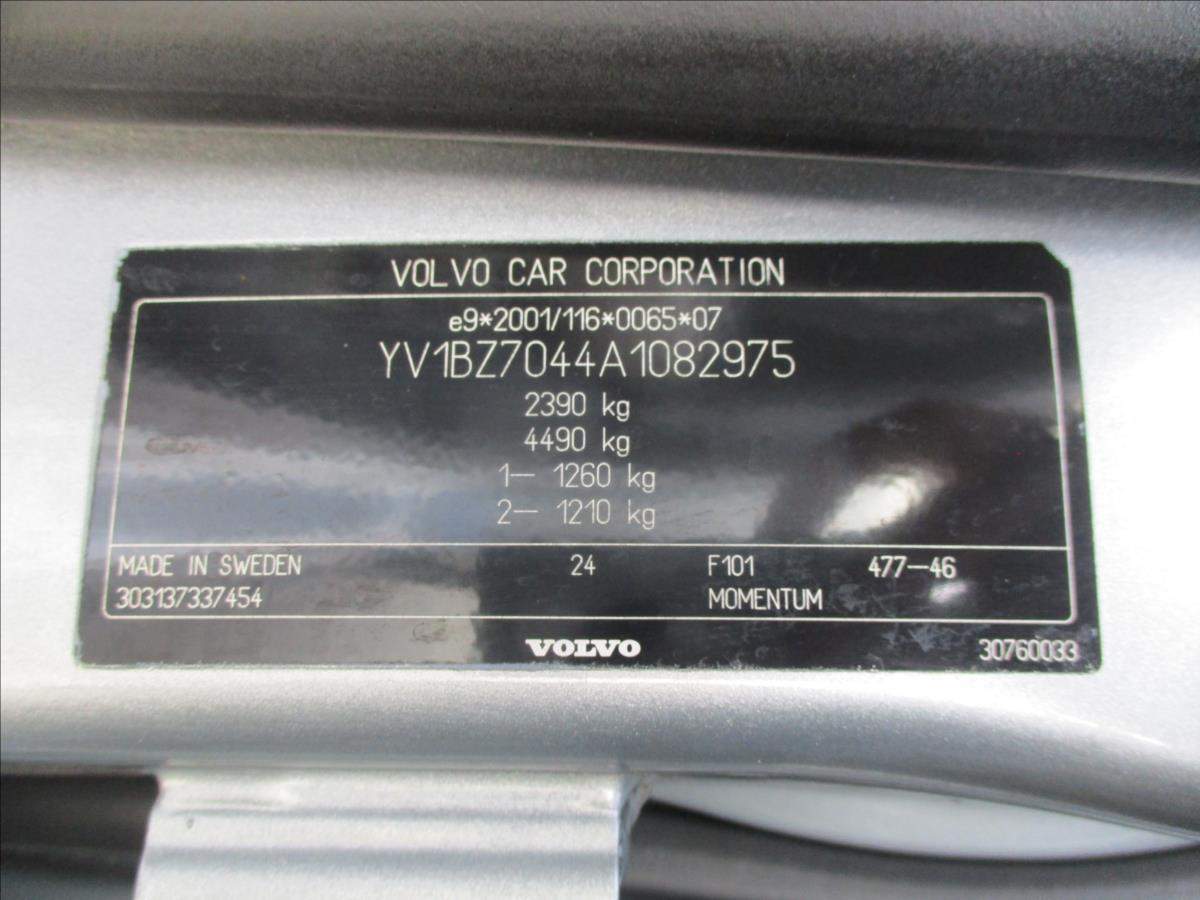 VOLVO CAR CORPORATION
e9*2001/116*0065*07
YV1BZ7044A1082975
2390 kg
4490 kg
1- 1260 kg
2- 1210 kg
MADE IN SWEDEN 24 F101 477-46
303137337454 MOMENTUM
VOLVO 30760033